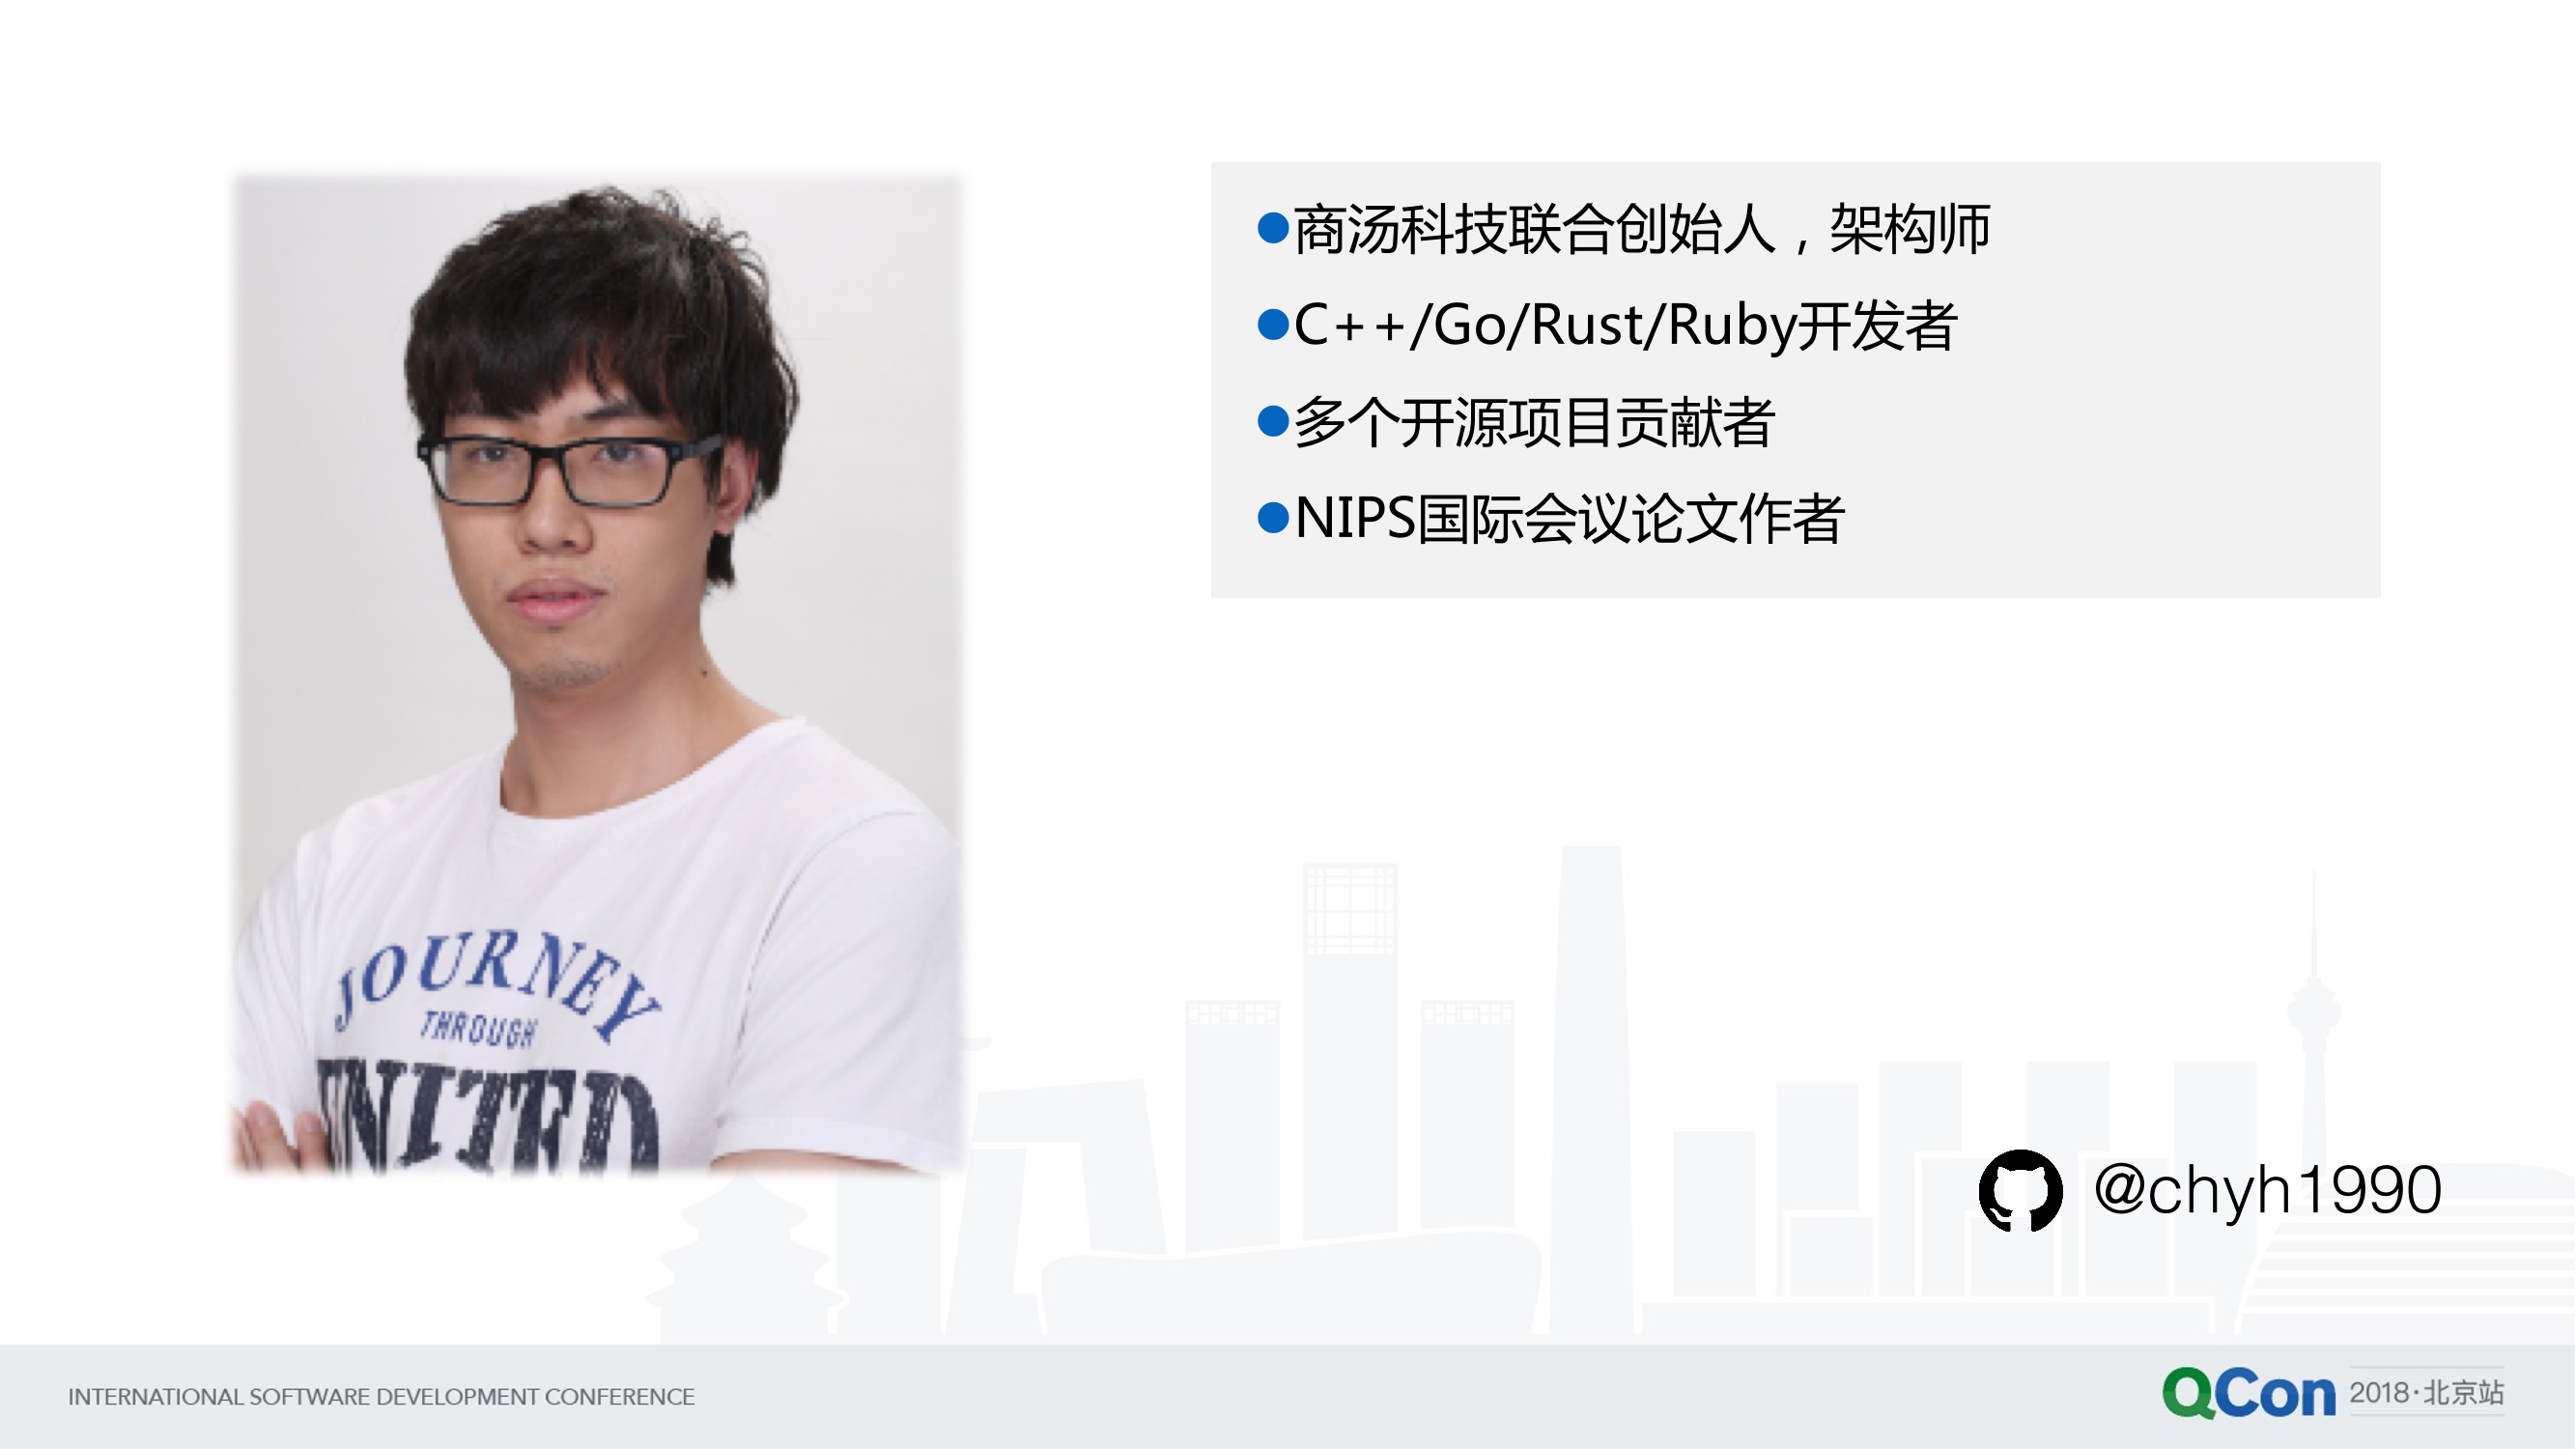 商汤科技联合创始人，架构师
C++/Go/Rust/Ruby开发者
多个开源项目贡献者
NIPS国际会议论文作者
JOURNEY
THROUGH
UNITED
@chyh1990
INTERNATIONAL SOFTWARE DEVELOPMENT CONFERENCE
QCon 2018·北京站